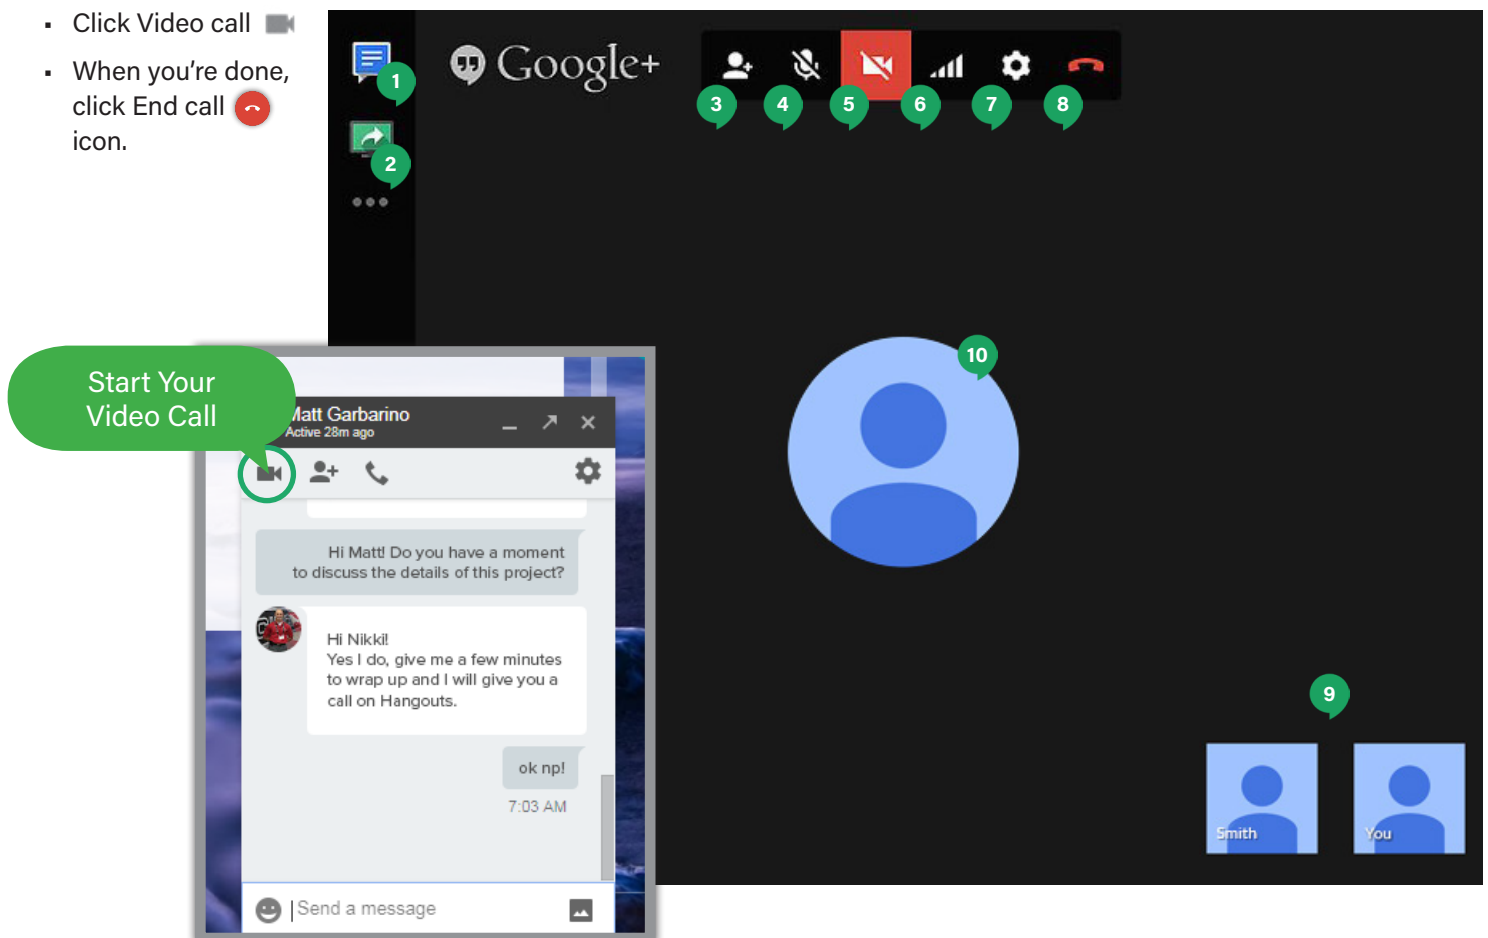 ▪ Click Video call
▪ When you're done,
click End call
icon.
Google+
1
2
3
4
5
6
7
8
10
9
Smith
You
Start Your
Video Call
Matt Garbarino
Active 28m ago
Hi Matt! Do you have a moment
to discuss the details of this project?
Hi Nikki!
Yes I do, give me a few minutes
to wrap up and I will give you a
call on Hangouts.
ok np!
7:03 AM
Send a message